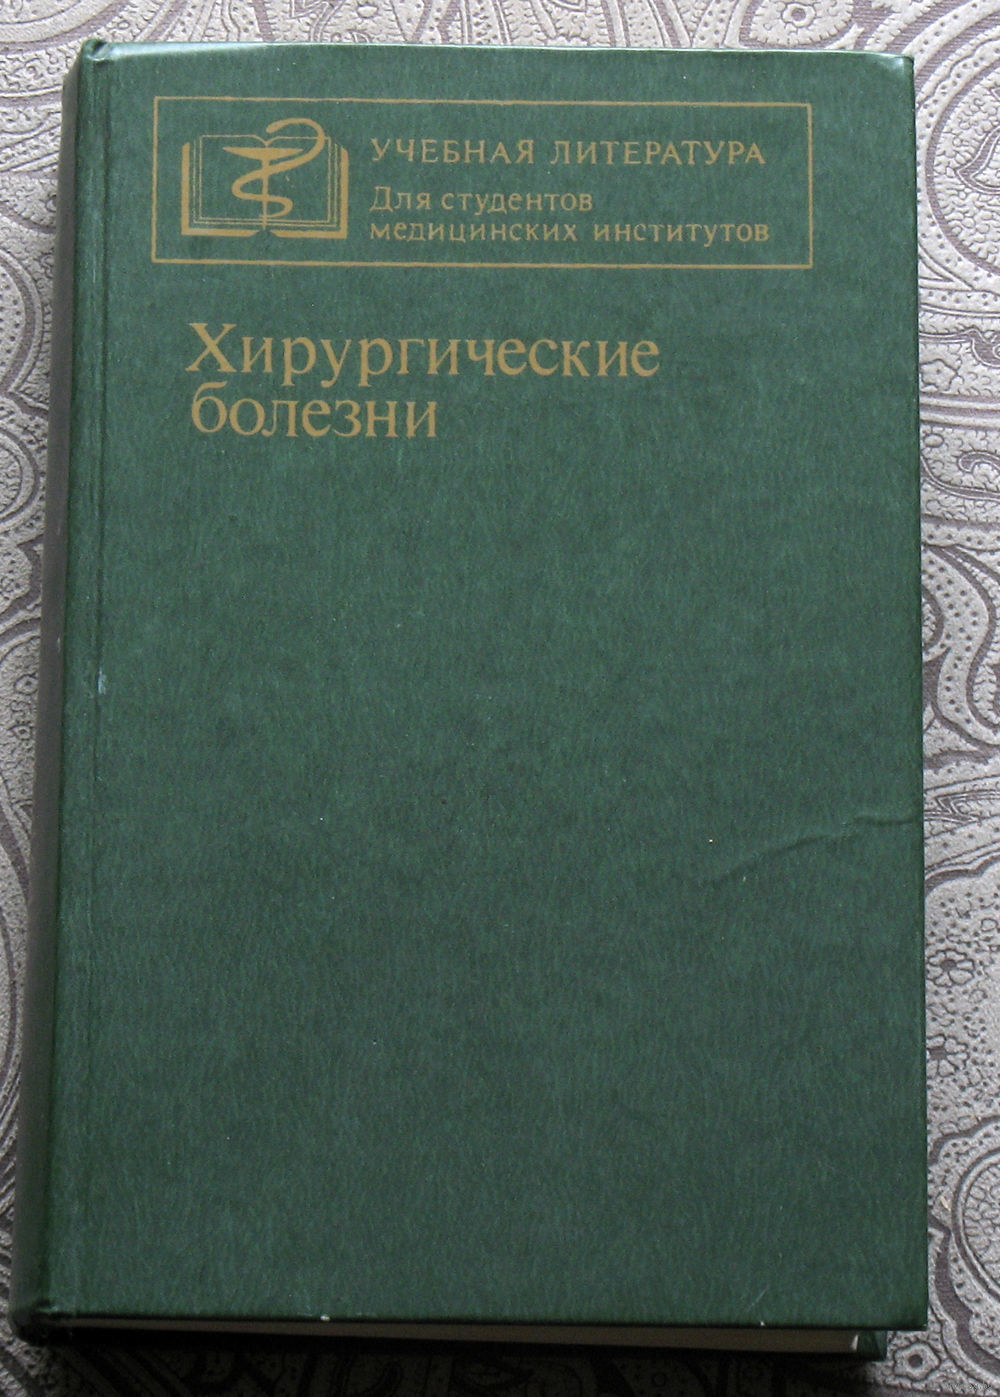 УЧЕБНАЯ ЛИТЕРАТУРА
Для студентов
медицинских институтов
Хирургические
болезни